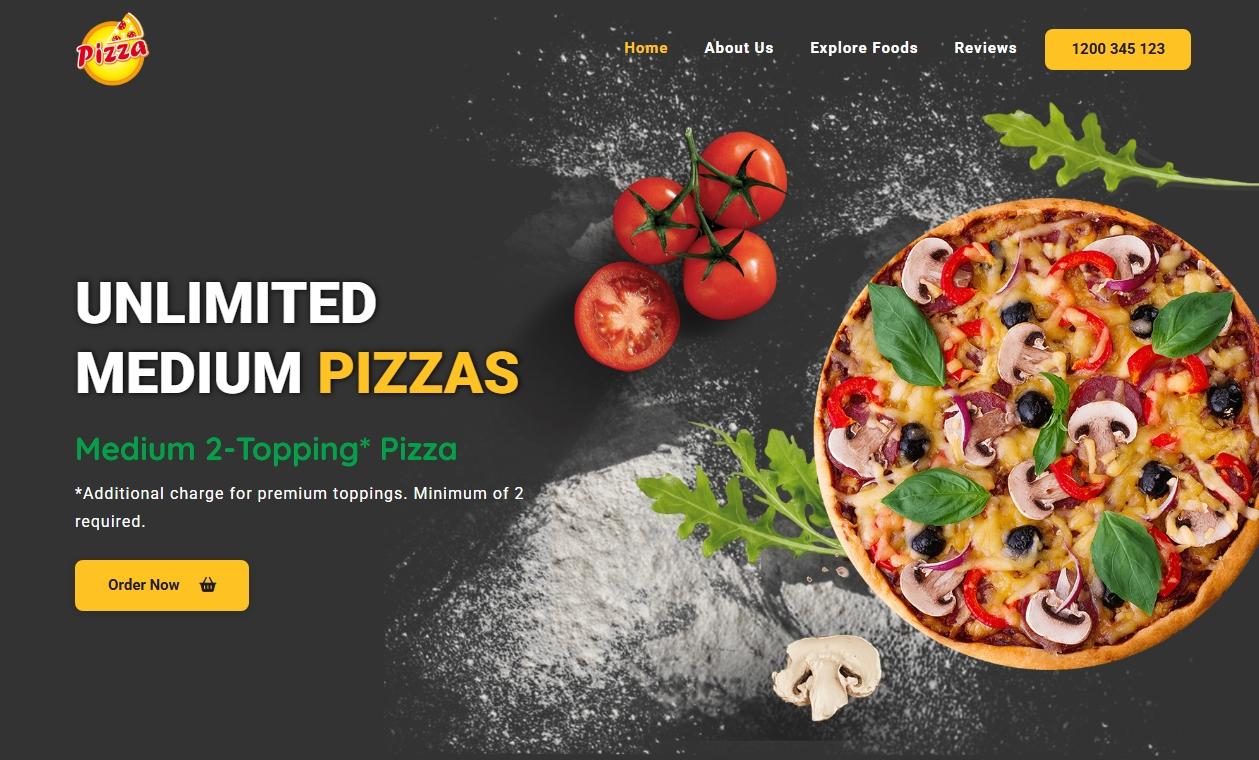 Pizza
Home
About Us
Explore Foods
Reviews
1200 345 123
UNLIMITED
MEDIUM PIZZAS
Medium 2-Topping* Pizza
*Additional charge for premium toppings. Minimum of 2
required.
Order Now